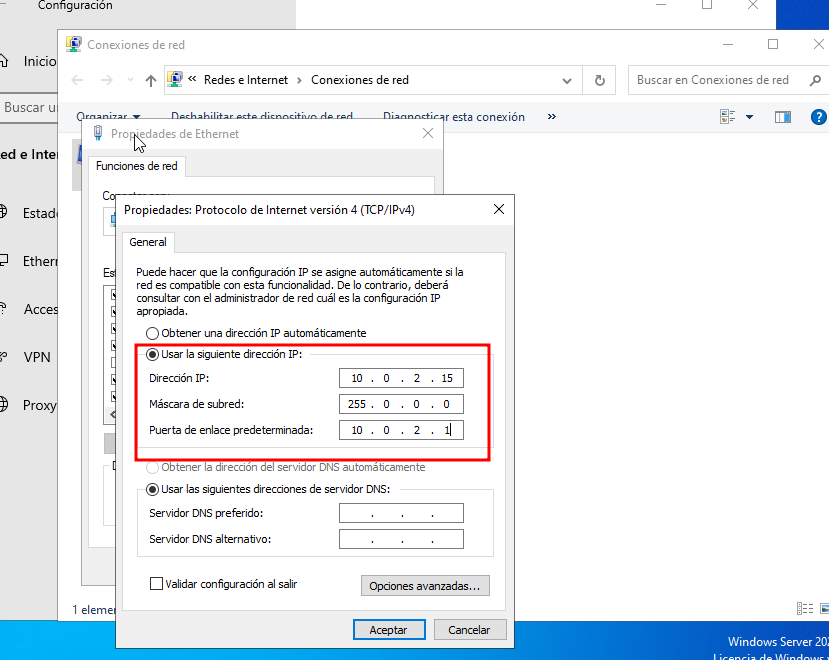 Configuración
Conexiones de red
Inicio
« Redes e Internet › Conexiones de red
Buscar en Conexiones de red
Buscar u
Organizar
Deshabilitar este dispositivo de red
Diagnosticar esta conexión
»
Propiedades de Ethernet
ed e Inter
Funciones de red
Propiedades: Protocolo de Internet versión 4 (TCP/IPv4)
Estad
General
Ethern
Puede hacer que la configuración IP se asigne automáticamente si la
red es compatible con esta funcionalidad. De lo contrario, deberá
consultar con el administrador de red cuál es la configuración IP
apropiada.
Acces
Obtener una dirección IP automáticamente
VPN
Usar la siguiente dirección IP:
Dirección IP: 10 . 0 . 2 . 15
Máscara de subred: 255 . 0 . 0 . 0
Proxy
Puerta de enlace predeterminada: 10 . 0 . 2 . 1
Obtener la dirección del servidor DNS automáticamente
Usar las siguientes direcciones de servidor DNS:
Servidor DNS preferido: . . .
Servidor DNS alternativo: . . .
Validar configuración al salir
Opciones avanzadas...
1 elemen
Aceptar
Cancelar
Windows Server 202
Licencia de Windows v